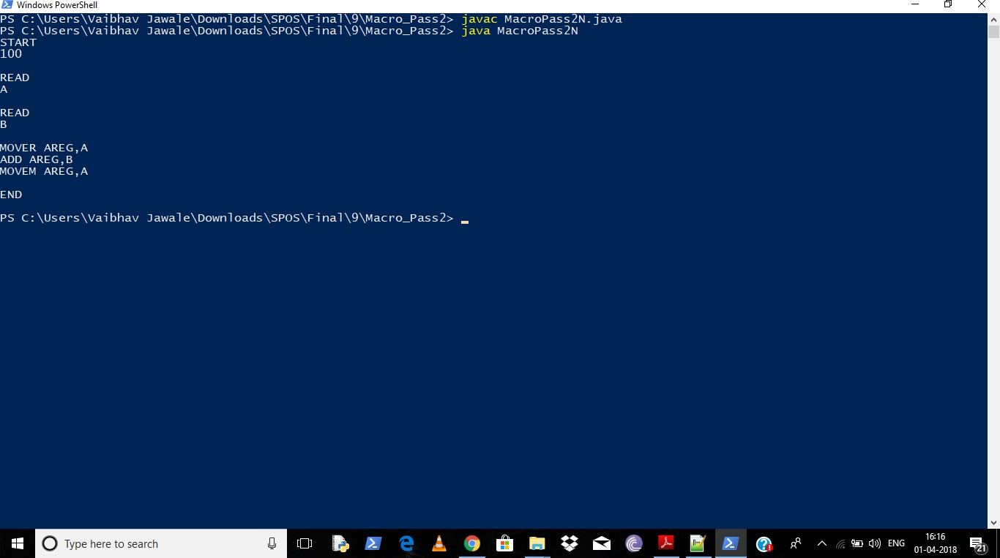 Windows PowerShell
PS C:\Users\Vaibhav Jawale\Downloads\SPOS\Final\9\Macro_Pass2> javac MacroPass2N.java
PS C:\Users\Vaibhav Jawale\Downloads\SPOS\Final\9\Macro_Pass2> java MacroPass2N
START
100
READ
A
READ
B
MOVER AREG,A
ADD AREG,B
MOVEM AREG,A
END
PS C:\Users\Vaibhav Jawale\Downloads\SPOS\Final\9\Macro_Pass2>
Type here to search
ENG
16:16
01-04-2018
21